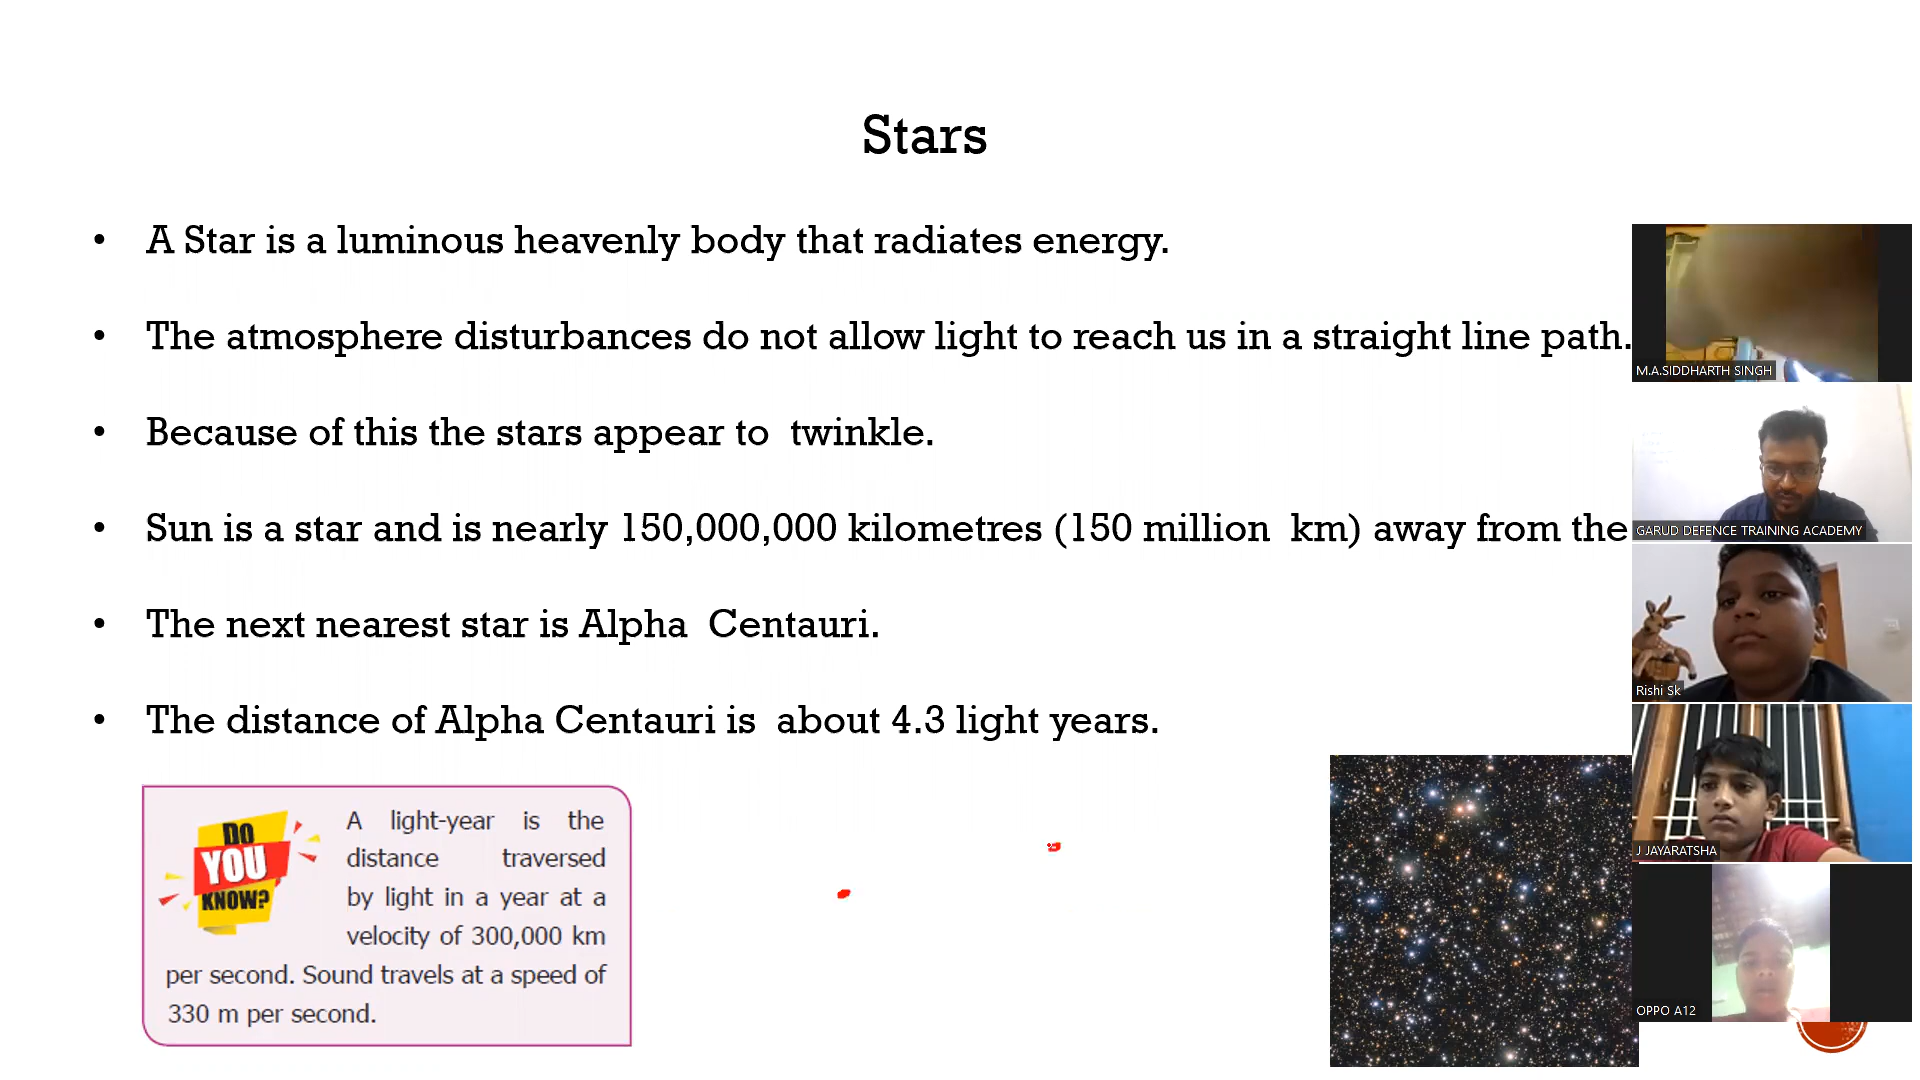 Stars
• A Star is a luminous heavenly body that radiates energy.
• The atmosphere disturbances do not allow light to reach us in a straight line path.
• Because of this the stars appear to twinkle.
• Sun is a star and is nearly 150,000,000 kilometres (150 million km) away from the
• The next nearest star is Alpha Centauri.
• The distance of Alpha Centauri is about 4.3 light years.
DO
YOU
KNOW?
A light-year is the
distance traversed
by light in a year at a
velocity of 300,000 km
per second. Sound travels at a speed of
330 m per second.
M.A.SIDDHARTH SINGH
GARUD DEFENCE TRAINING ACADEMY
Rishi Sk
J JAYARATSHA
OPPO A12